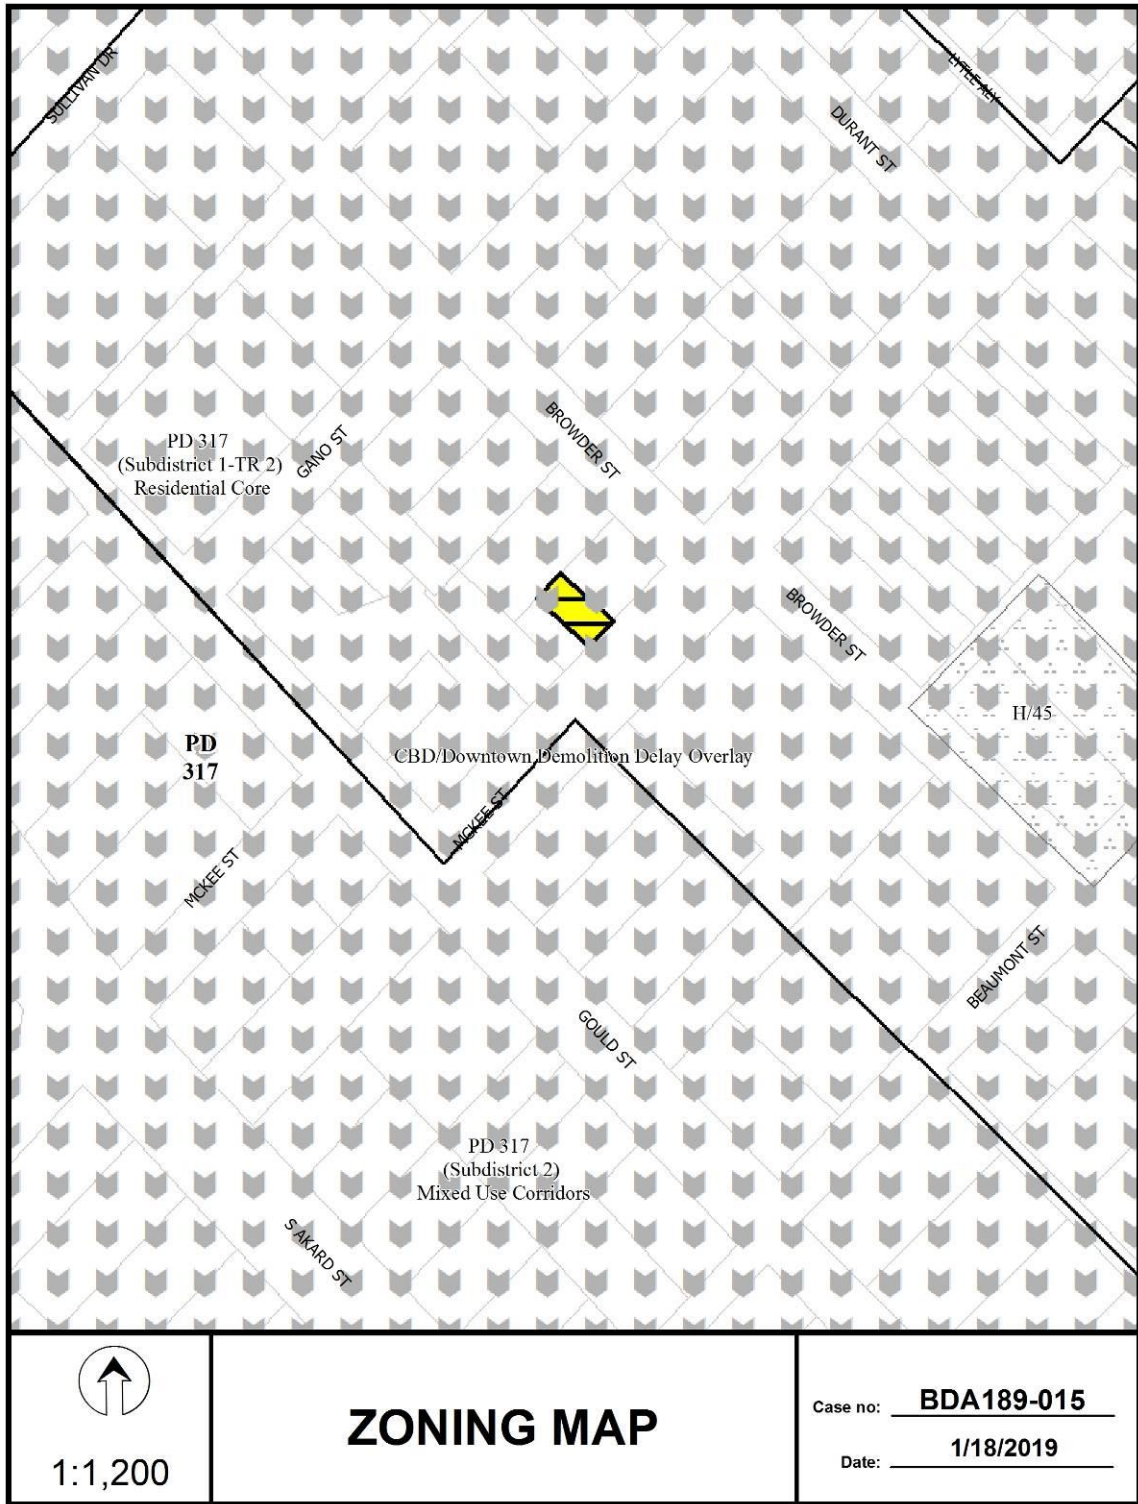 SULLIVAN DR
LYTLE ALY
DURANT ST
BROWDER ST
GANO ST
PD 317
(Subdistrict 1-TR 2)
Residential Core
BROWDER ST
H/45
PD
317
CBD/Downtown Demolition Delay Overlay
MCKEE ST
MCKEE ST
BEAUMONT ST
GOULD ST
PD 317
(Subdistrict 2)
Mixed Use Corridors
S AKARD ST
1:1,200
ZONING MAP
Case no: BDA189-015
Date: 1/18/2019